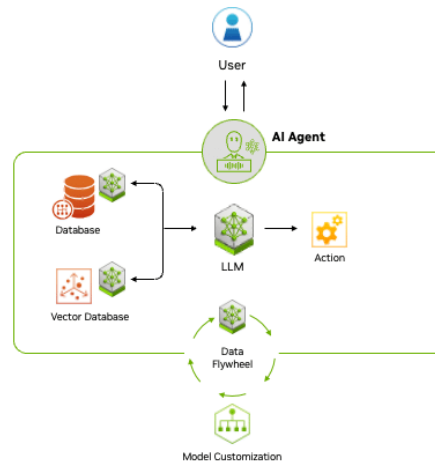 User
AI Agent
Database
LLM
Action
Vector Database
Data
Flywheel
Model Customization